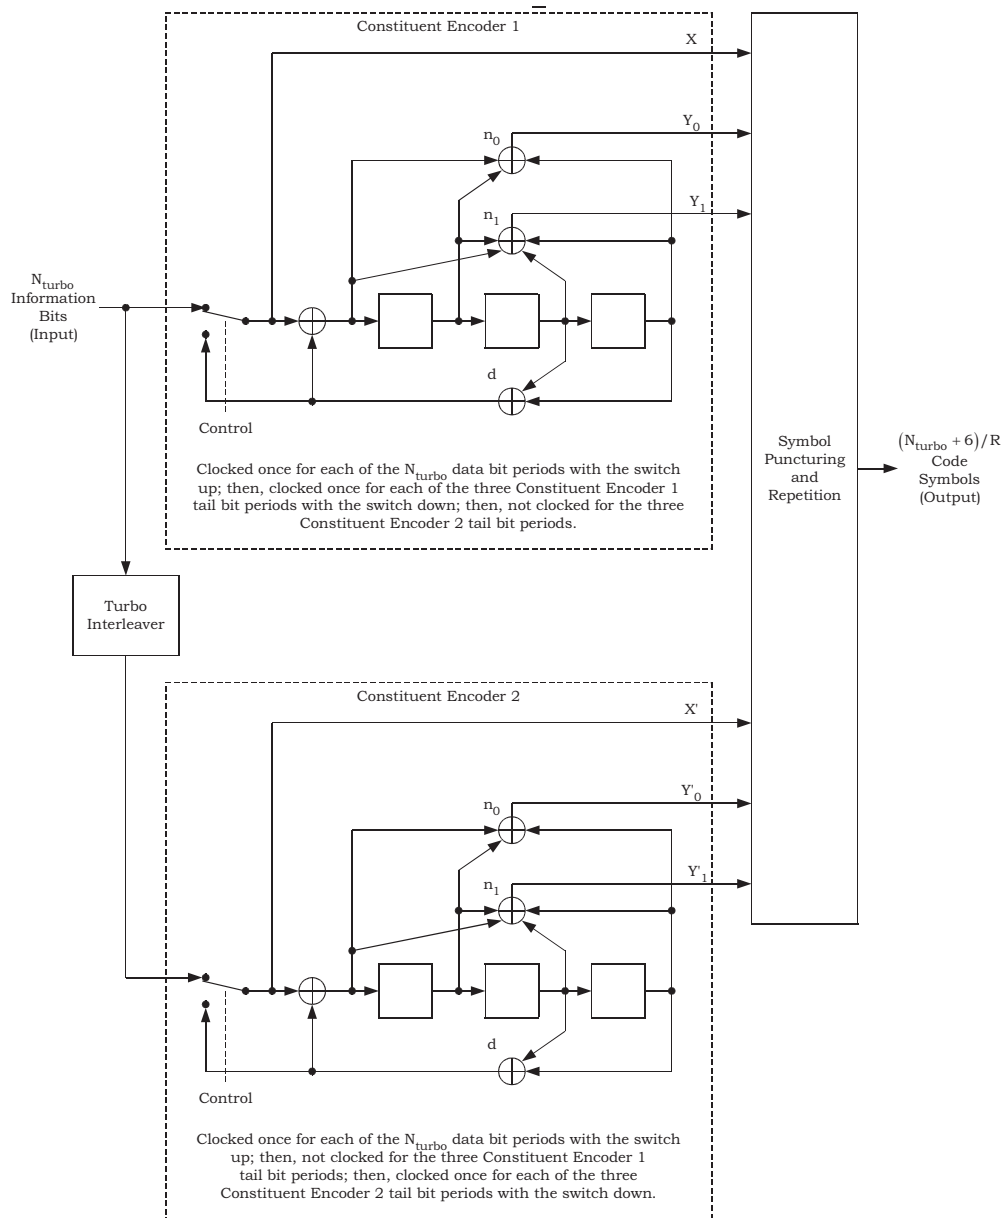 Constituent Encoder 1
X
Y0
n0
Y1
n1
Nturbo
Information
Bits
(Input)
d
Control
Clocked once for each of the Nturbo data bit periods with the switch
up; then, clocked once for each of the three Constituent Encoder 1
tail bit periods with the switch down; then, not clocked for the three
Constituent Encoder 2 tail bit periods.
Symbol
Puncturing
and
Repetition
(Nturbo + 6)/R
Code
Symbols
(Output)
Turbo
Interleaver
Constituent Encoder 2
X'
Y'0
n0
Y'1
n1
d
Control
Clocked once for each of the Nturbo data bit periods with the switch
up; then, not clocked for the three Constituent Encoder 1
tail bit periods; then, clocked once for each of the three
Constituent Encoder 2 tail bit periods with the switch down.